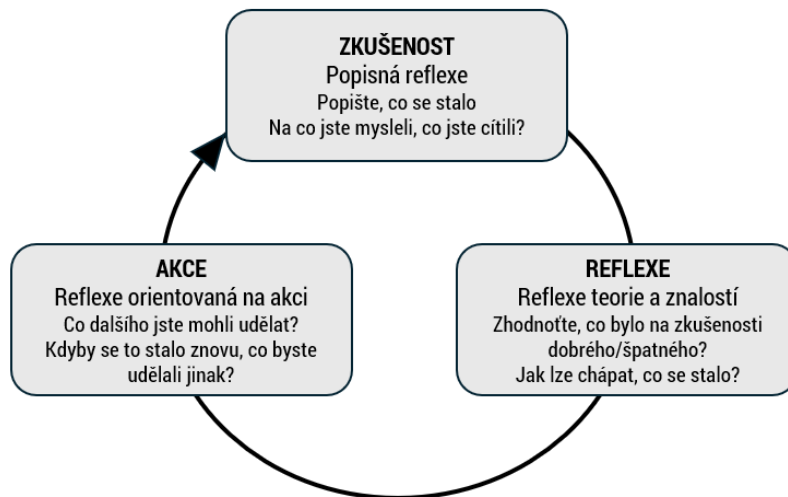 ZKUŠENOST
Popisná reflexe
Popište, co se stalo
Na co jste mysleli, co jste cítili?
REFLEXE
Reflexe teorie a znalostí
Zhodnoťte, co bylo na zkušenosti
dobrého/špatného?
Jak lze chápat, co se stalo?
AKCE
Reflexe orientovaná na akci
Co dalšího jste mohli udělat?
Kdyby se to stalo znovu, co byste
udělali jinak?